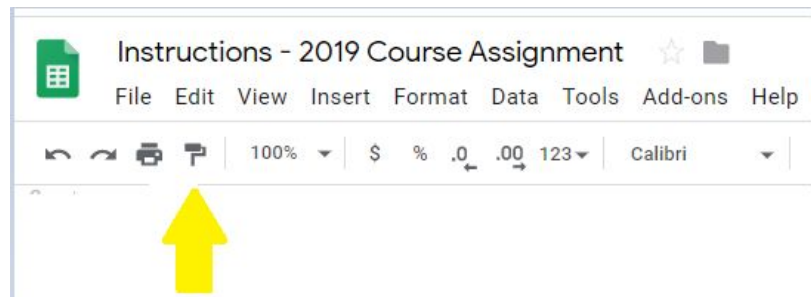 Instructions - 2019 Course Assignment
File Edit View Insert Format Data Tools Add-ons Help
100% $ % .0 .00 123 Calibri